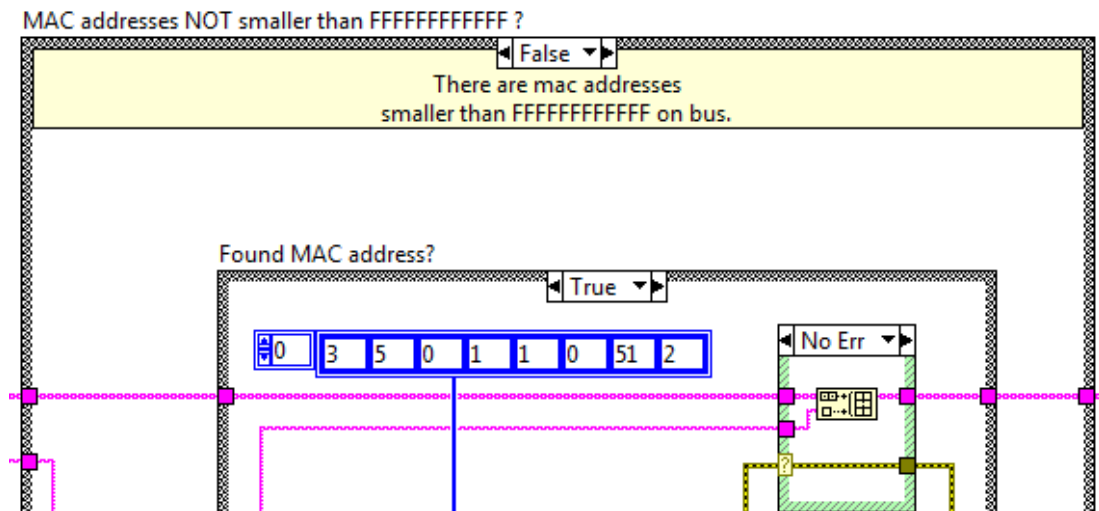 MAC addresses NOT smaller than FFFFFFFFFFFF ?
False
There are mac addresses
smaller than FFFFFFFFFFFF on bus.
Found MAC address?
True
0 3 5 0 1 1 0 51 2
No Err
?